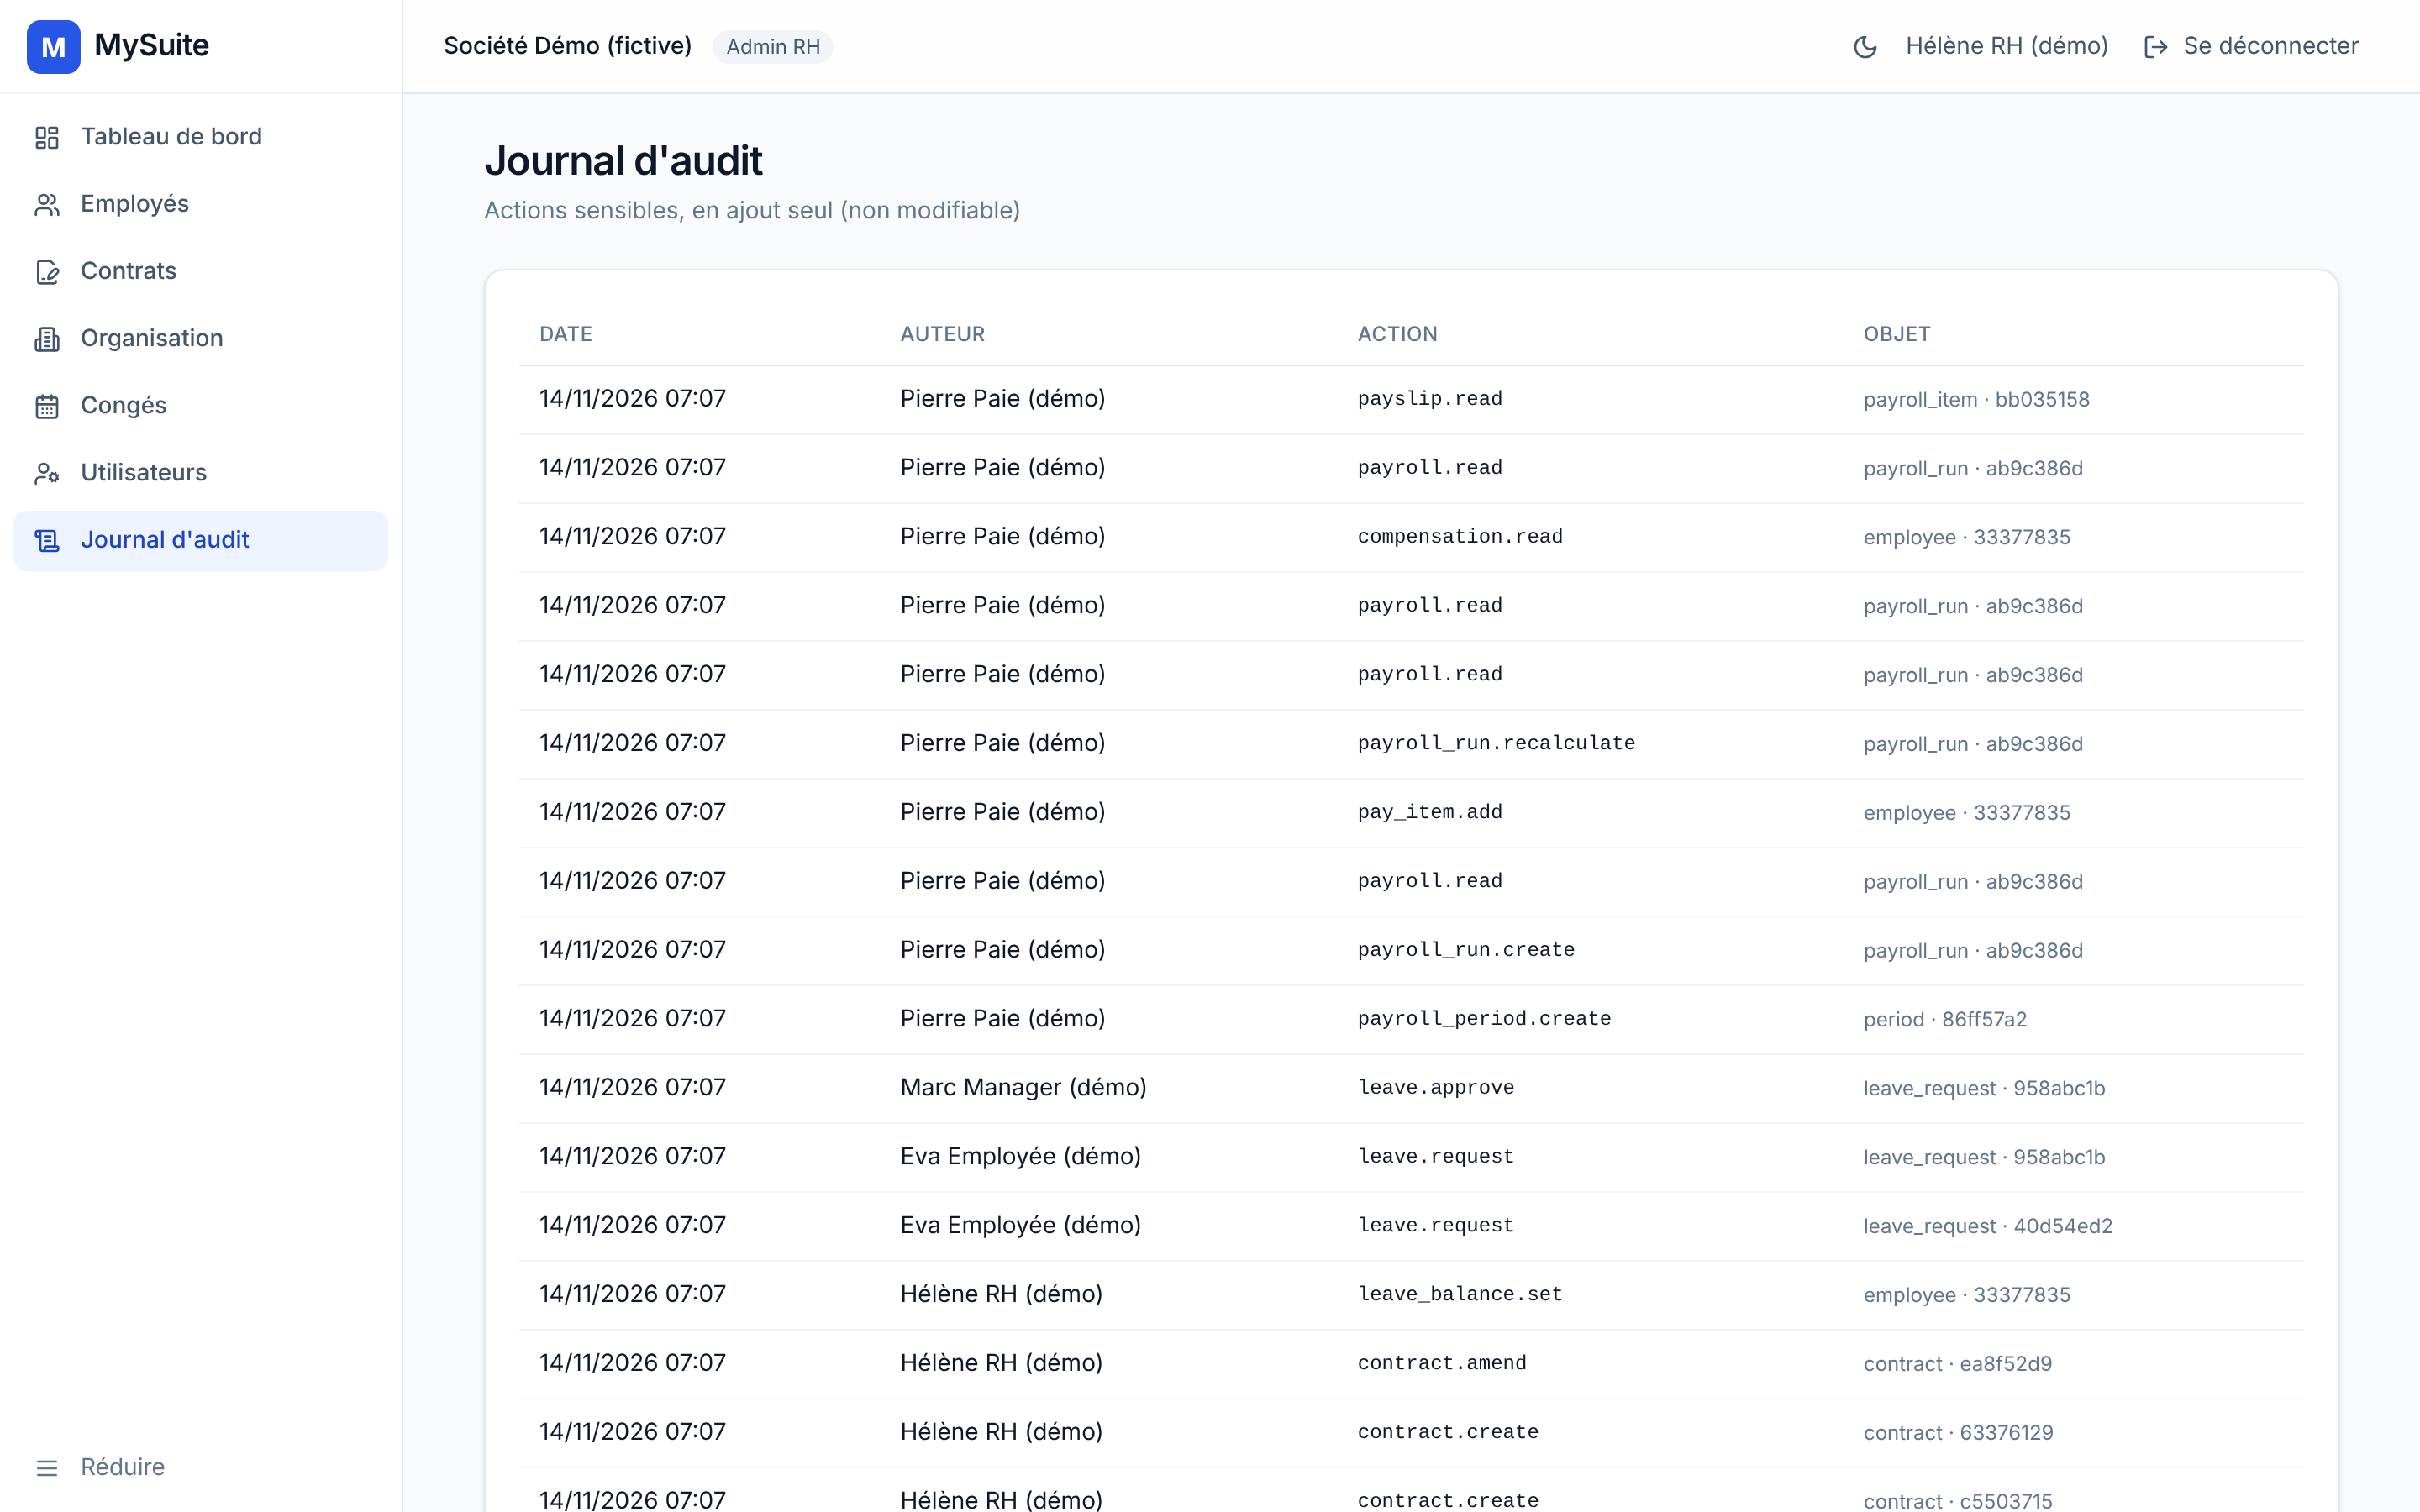 M MySuite
Société Démo (fictive) Admin RH Hélène RH (démo) Se déconnecter
Tableau de bord
Employés
Contrats
Organisation
Congés
Utilisateurs
Journal d'audit
Réduire
Journal d'audit
Actions sensibles, en ajout seul (non modifiable)
DATE AUTEUR ACTION OBJET
14/11/2026 07:07 Pierre Paie (démo) payslip.read payroll_item · bb035158
14/11/2026 07:07 Pierre Paie (démo) payroll.read payroll_run · ab9c386d
14/11/2026 07:07 Pierre Paie (démo) compensation.read employee · 33377835
14/11/2026 07:07 Pierre Paie (démo) payroll.read payroll_run · ab9c386d
14/11/2026 07:07 Pierre Paie (démo) payroll.read payroll_run · ab9c386d
14/11/2026 07:07 Pierre Paie (démo) payroll_run.recalculate payroll_run · ab9c386d
14/11/2026 07:07 Pierre Paie (démo) pay_item.add employee · 33377835
14/11/2026 07:07 Pierre Paie (démo) payroll.read payroll_run · ab9c386d
14/11/2026 07:07 Pierre Paie (démo) payroll_run.create payroll_run · ab9c386d
14/11/2026 07:07 Pierre Paie (démo) payroll_period.create period · 86ff57a2
14/11/2026 07:07 Marc Manager (démo) leave.approve leave_request · 958abc1b
14/11/2026 07:07 Eva Employée (démo) leave.request leave_request · 958abc1b
14/11/2026 07:07 Eva Employée (démo) leave.request leave_request · 40d54ed2
14/11/2026 07:07 Hélène RH (démo) leave_balance.set employee · 33377835
14/11/2026 07:07 Hélène RH (démo) contract.amend contract · ea8f52d9
14/11/2026 07:07 Hélène RH (démo) contract.create contract · 63376129
14/11/2026 07:07 Hélène RH (démo) contract.create contract · c5503715